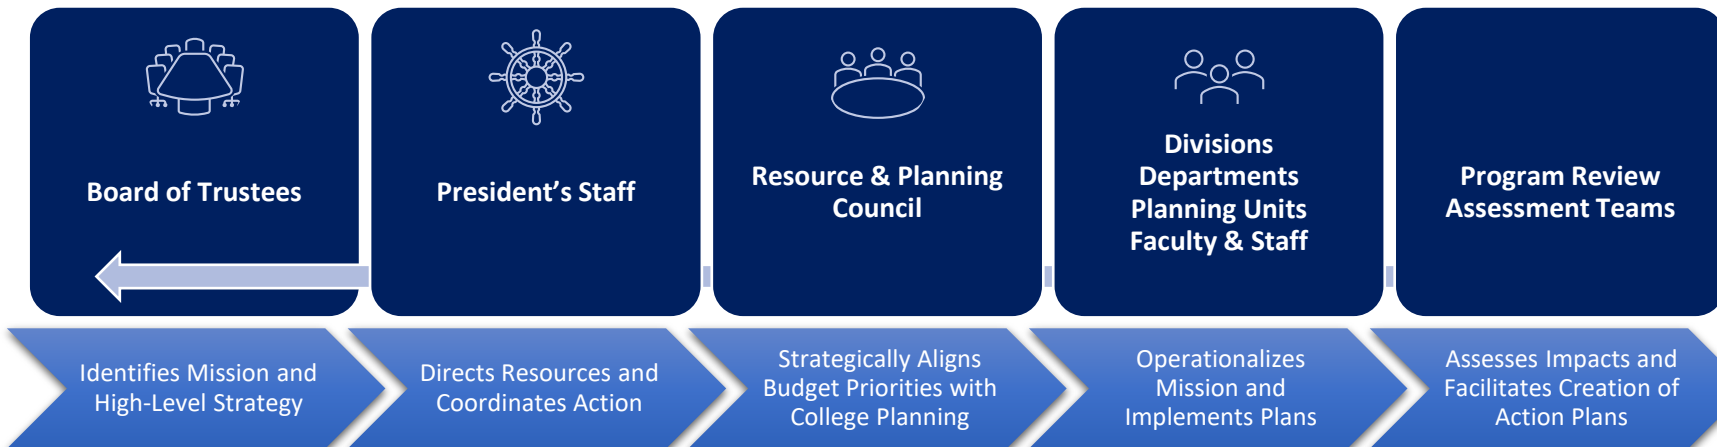 Board of Trustees
President’s Staff
Resource & Planning
Council
Divisions
Departments
Planning Units
Faculty & Staff
Program Review
Assessment Teams
Identifies Mission and
High-Level Strategy
Directs Resources and
Coordinates Action
Strategically Aligns
Budget Priorities with
College Planning
Operationalizes
Mission and
Implements Plans
Assesses Impacts and
Facilitates Creation of
Action Plans